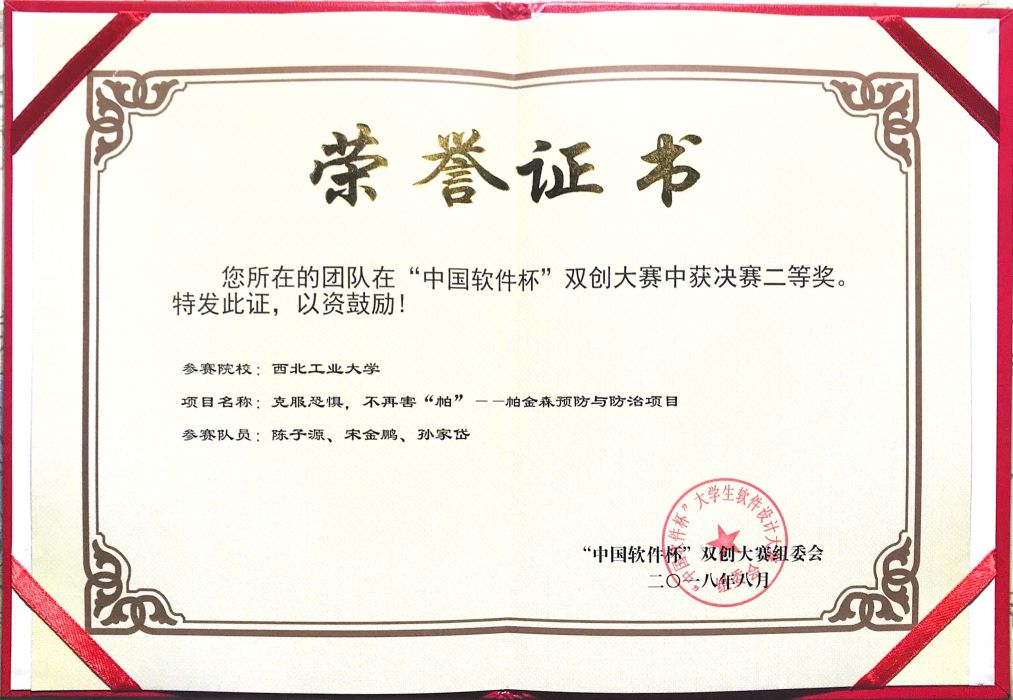 荣誉证书
您所在的团队在“中国软件杯”双创大赛中获决赛二等奖。
特发此证，以资鼓励！
参赛院校：西北工业大学
项目名称：克服恐惧，不再害“帕”——帕金森预防与防治项目
参赛队员：陈子源、宋金鹏、孙家岱
“中国软件杯”大学生软件设计大赛
组委会
“中国软件杯”双创大赛组委会
二〇一八年八月